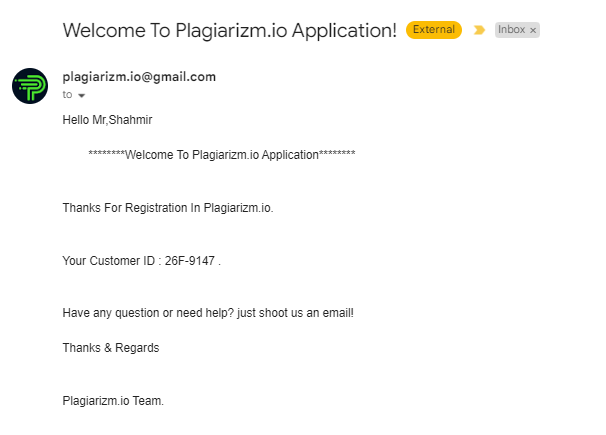 Welcome To Plagiarizm.io Application! External Inbox x
plagiarizm.io@gmail.com
to
Hello Mr,Shahmir
********Welcome To Plagiarizm.io Application********
Thanks For Registration In Plagiarizm.io.
Your Customer ID : 26F-9147 .
Have any question or need help? just shoot us an email!
Thanks & Regards
Plagiarizm.io Team.